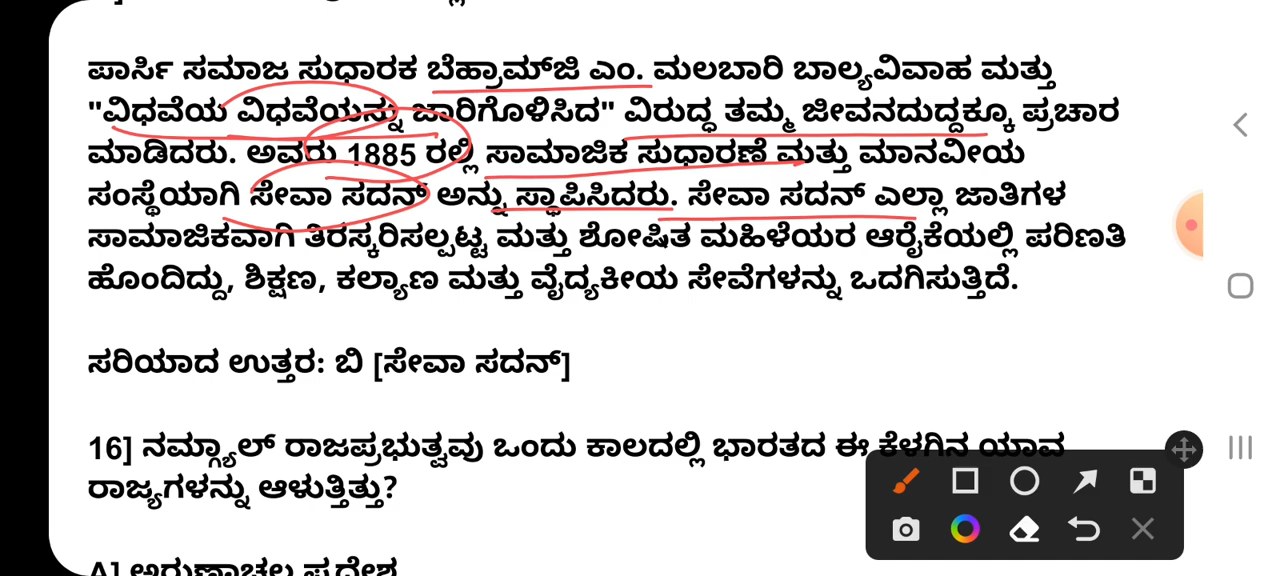 ಪಾರ್ಸಿ ಸಮಾಜ ಸುಧಾರಕ ಬೆಹ್ರಾಮ್‌ಜಿ ಎಂ. ಮಲಬಾರಿ ಬಾಲ್ಯವಿವಾಹ ಮತ್ತು
"ವಿಧವೆಯ ವಿಧವೆಯನ್ನು ಜಾರಿಗೊಳಿಸಿದ" ವಿರುದ್ಧ ತಮ್ಮ ಜೀವನದುದ್ದಕ್ಕೂ ಪ್ರಚಾರ
ಮಾಡಿದರು. ಅವರು 1885 ರಲ್ಲಿ ಸಾಮಾಜಿಕ ಸುಧಾರಣೆ ಮತ್ತು ಮಾನವೀಯ
ಸಂಸ್ಥೆಯಾಗಿ ಸೇವಾ ಸದನ್ ಅನ್ನು ಸ್ಥಾಪಿಸಿದರು. ಸೇವಾ ಸದನ್ ಎಲ್ಲಾ ಜಾತಿಗಳ
ಸಾಮಾಜಿಕವಾಗಿ ತಿರಸ್ಕರಿಸಲ್ಪಟ್ಟ ಮತ್ತು ಶೋಷಿತ ಮಹಿಳೆಯರ ಆರೈಕೆಯಲ್ಲಿ ಪರಿಣತಿ
ಹೊಂದಿದ್ದು, ಶಿಕ್ಷಣ, ಕಲ್ಯಾಣ ಮತ್ತು ವೈದ್ಯಕೀಯ ಸೇವೆಗಳನ್ನು ಒದಗಿಸುತ್ತಿದೆ.
ಸರಿಯಾದ ಉತ್ತರ: ಬಿ [ಸೇವಾ ಸದನ್]
16] ನಮ್ಗ್ಯಾಲ್ ರಾಜಪ್ರಭುತ್ವವು ಒಂದು ಕಾಲದಲ್ಲಿ ಭಾರತದ ಈ ಕೆಳಗಿನ ಯಾವ
ರಾಜ್ಯಗಳನ್ನು ಆಳುತ್ತಿತ್ತು?
A] ಅರುಣಾಚಲ ಪ್ರದೇಶ